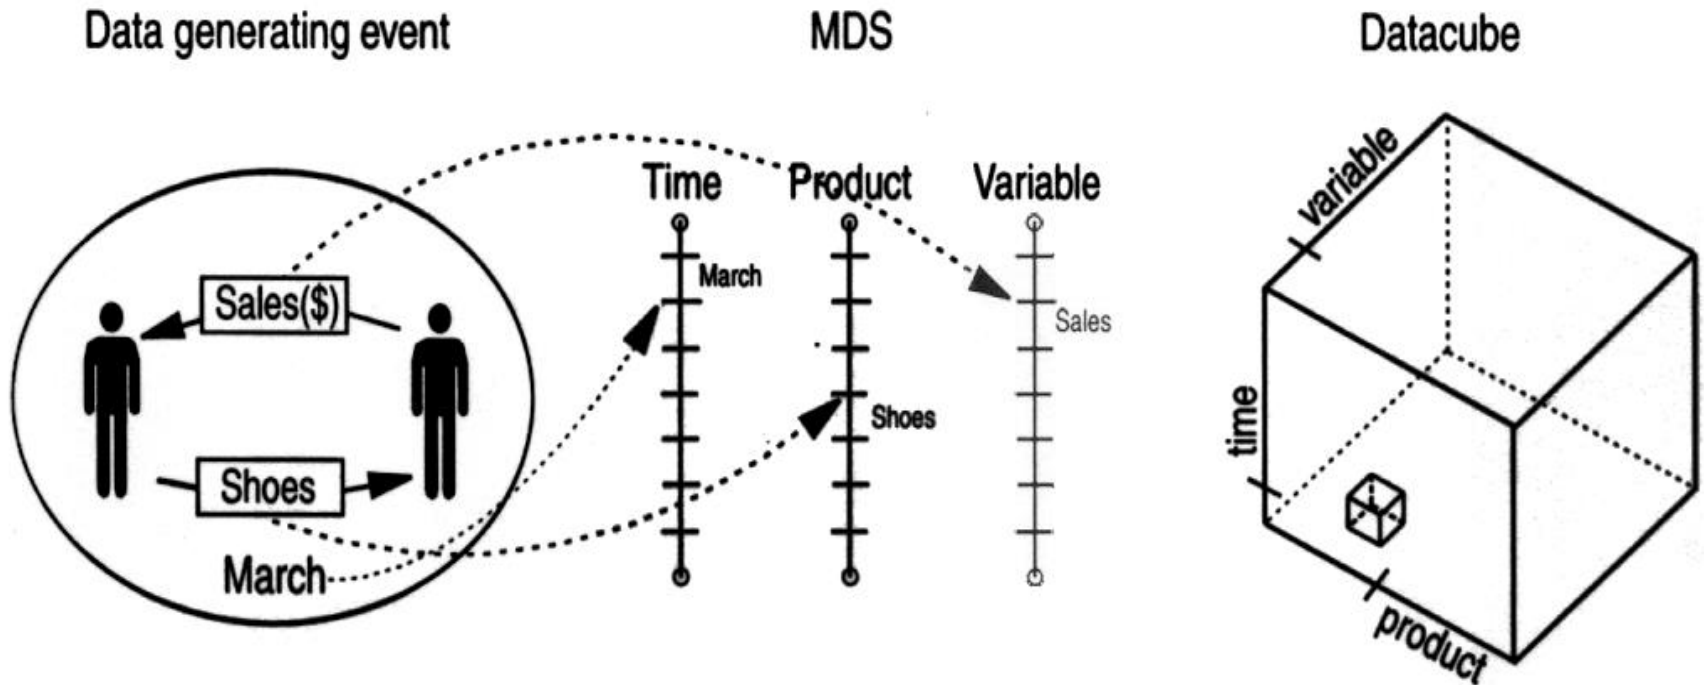 Data generating event
MDS
Datacube
Time
Product
Variable
March
Sales($)
Sales
Shoes
Shoes
March
variable
time
product